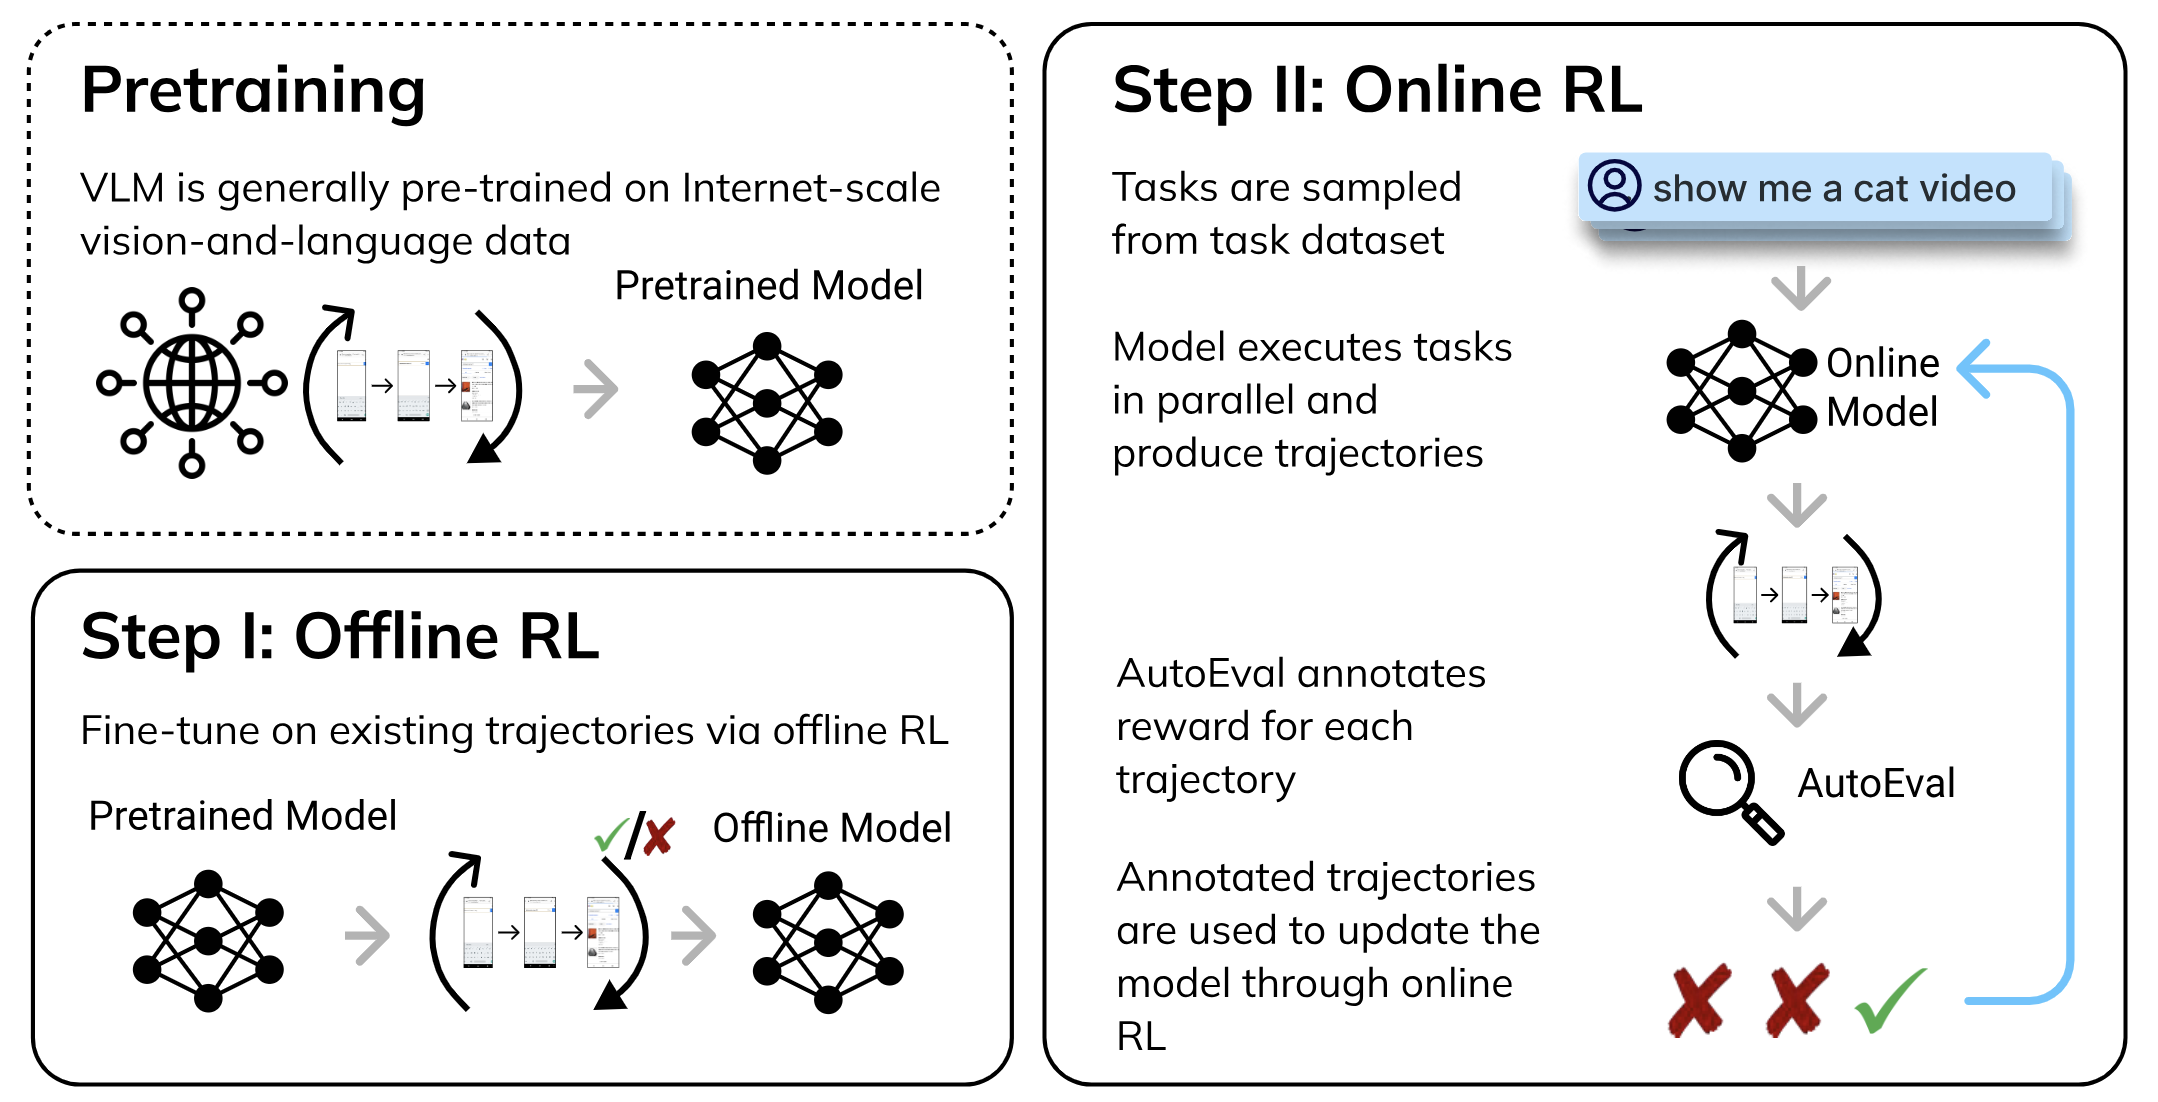 Pretraining
VLM is generally pre-trained on Internet-scale
vision-and-language data
Pretrained Model
Step I: Offline RL
Fine-tune on existing trajectories via offline RL
Pretrained Model
Offline Model
Step II: Online RL
Tasks are sampled
from task dataset
show me a cat video
Model executes tasks
in parallel and
produce trajectories
Online
Model
AutoEval annotates
reward for each
trajectory
AutoEval
Annotated trajectories
are used to update the
model through online
RL